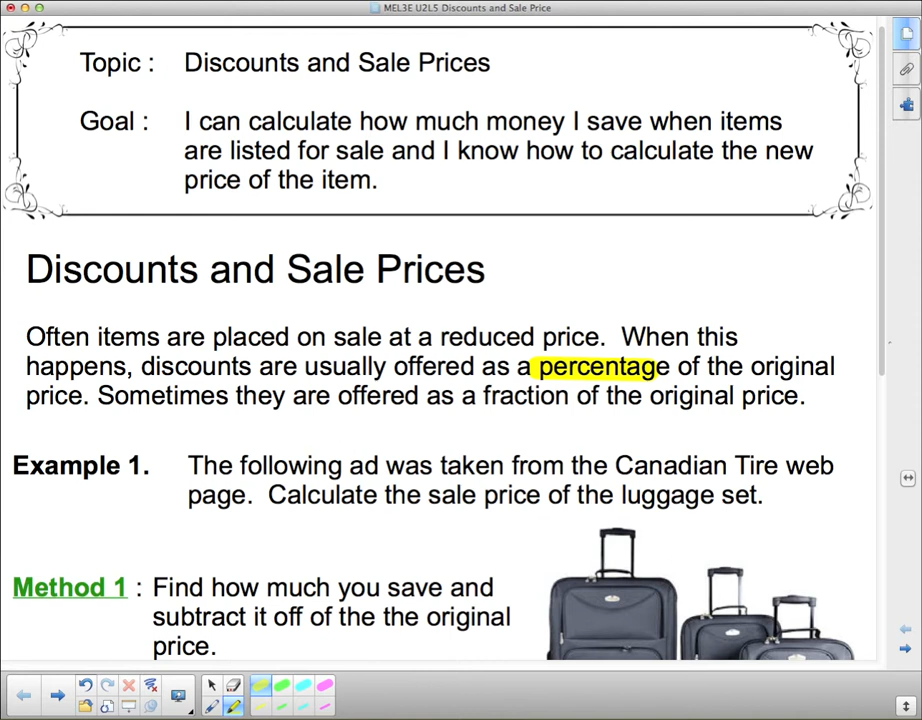 MEL3E U2L5 Discounts and Sale Price
Topic : Discounts and Sale Prices
Goal : I can calculate how much money I save when items
are listed for sale and I know how to calculate the new
price of the item.
Discounts and Sale Prices
Often items are placed on sale at a reduced price. When this
happens, discounts are usually offered as a percentage of the original
price. Sometimes they are offered as a fraction of the original price.
Example 1. The following ad was taken from the Canadian Tire web
page. Calculate the sale price of the luggage set.
Method 1 : Find how much you save and
subtract it off of the the original
price.